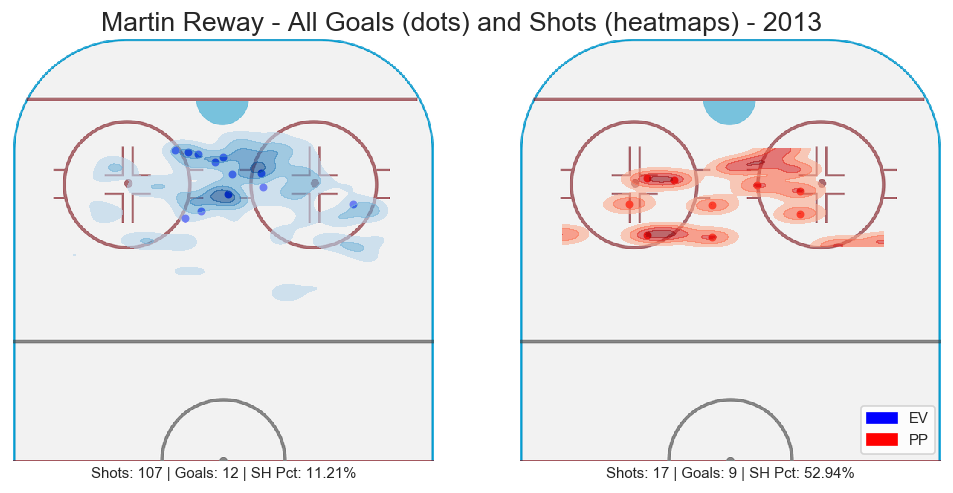 Martin Reway - All Goals (dots) and Shots (heatmaps) - 2013
EV
PP
Shots: 107 | Goals: 12 | SH Pct: 11.21%
Shots: 17 | Goals: 9 | SH Pct: 52.94%